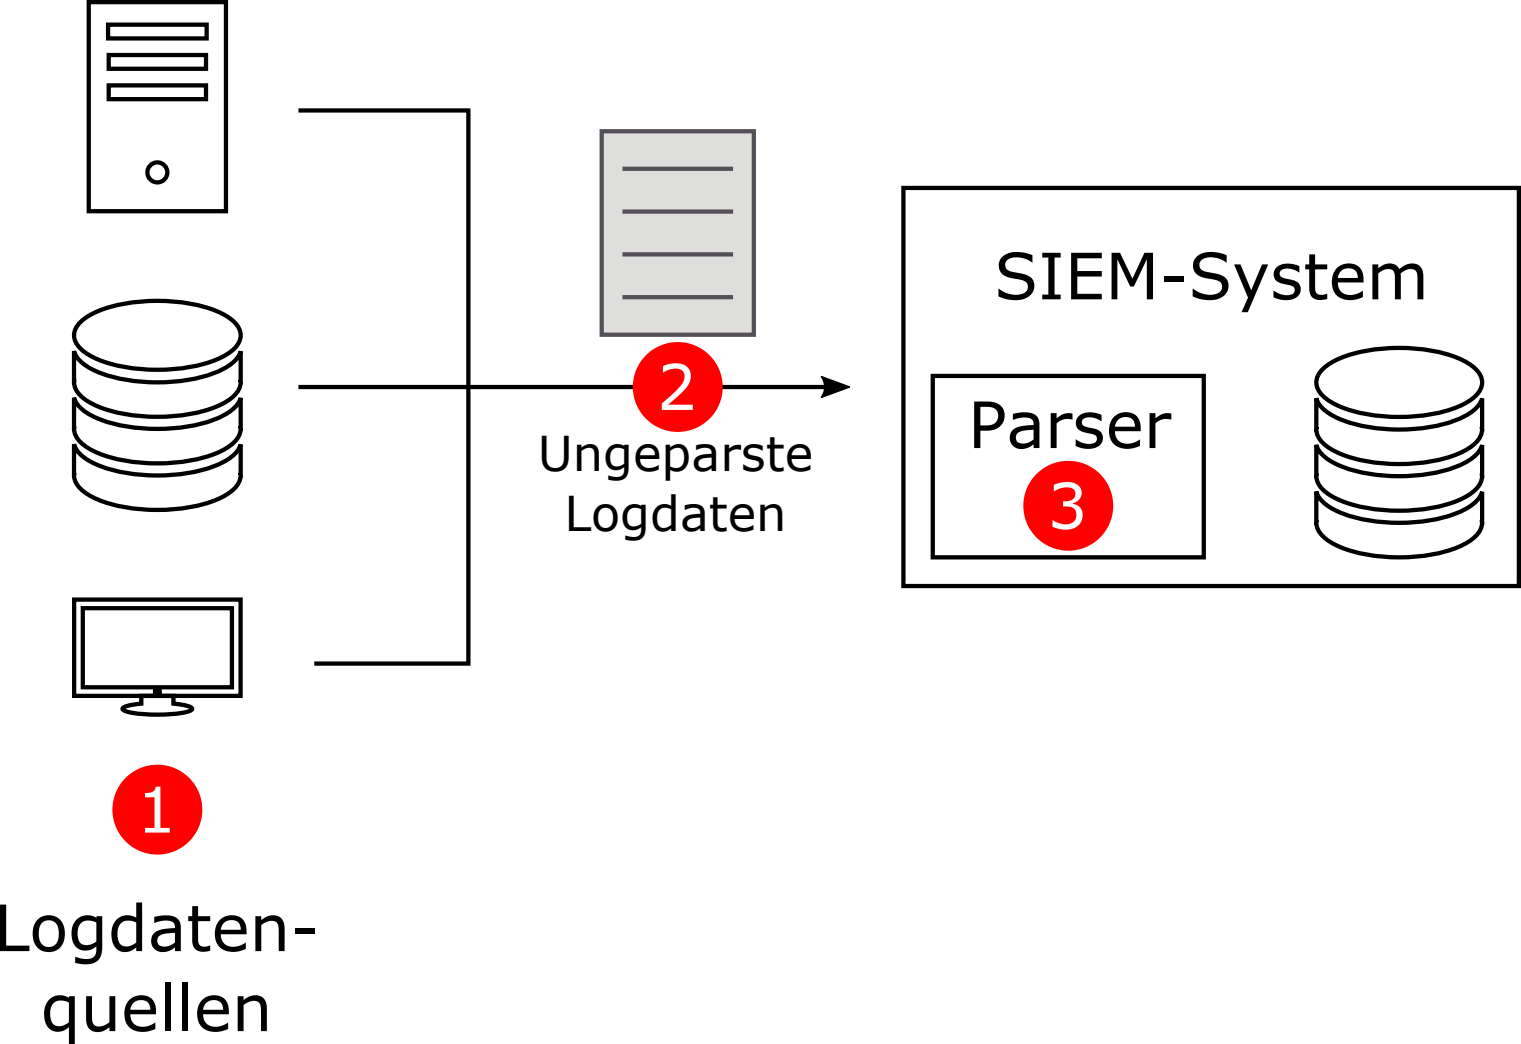 SIEM-System
2
Parser
Ungeparste
Logdaten
3
1
Logdaten-
quellen